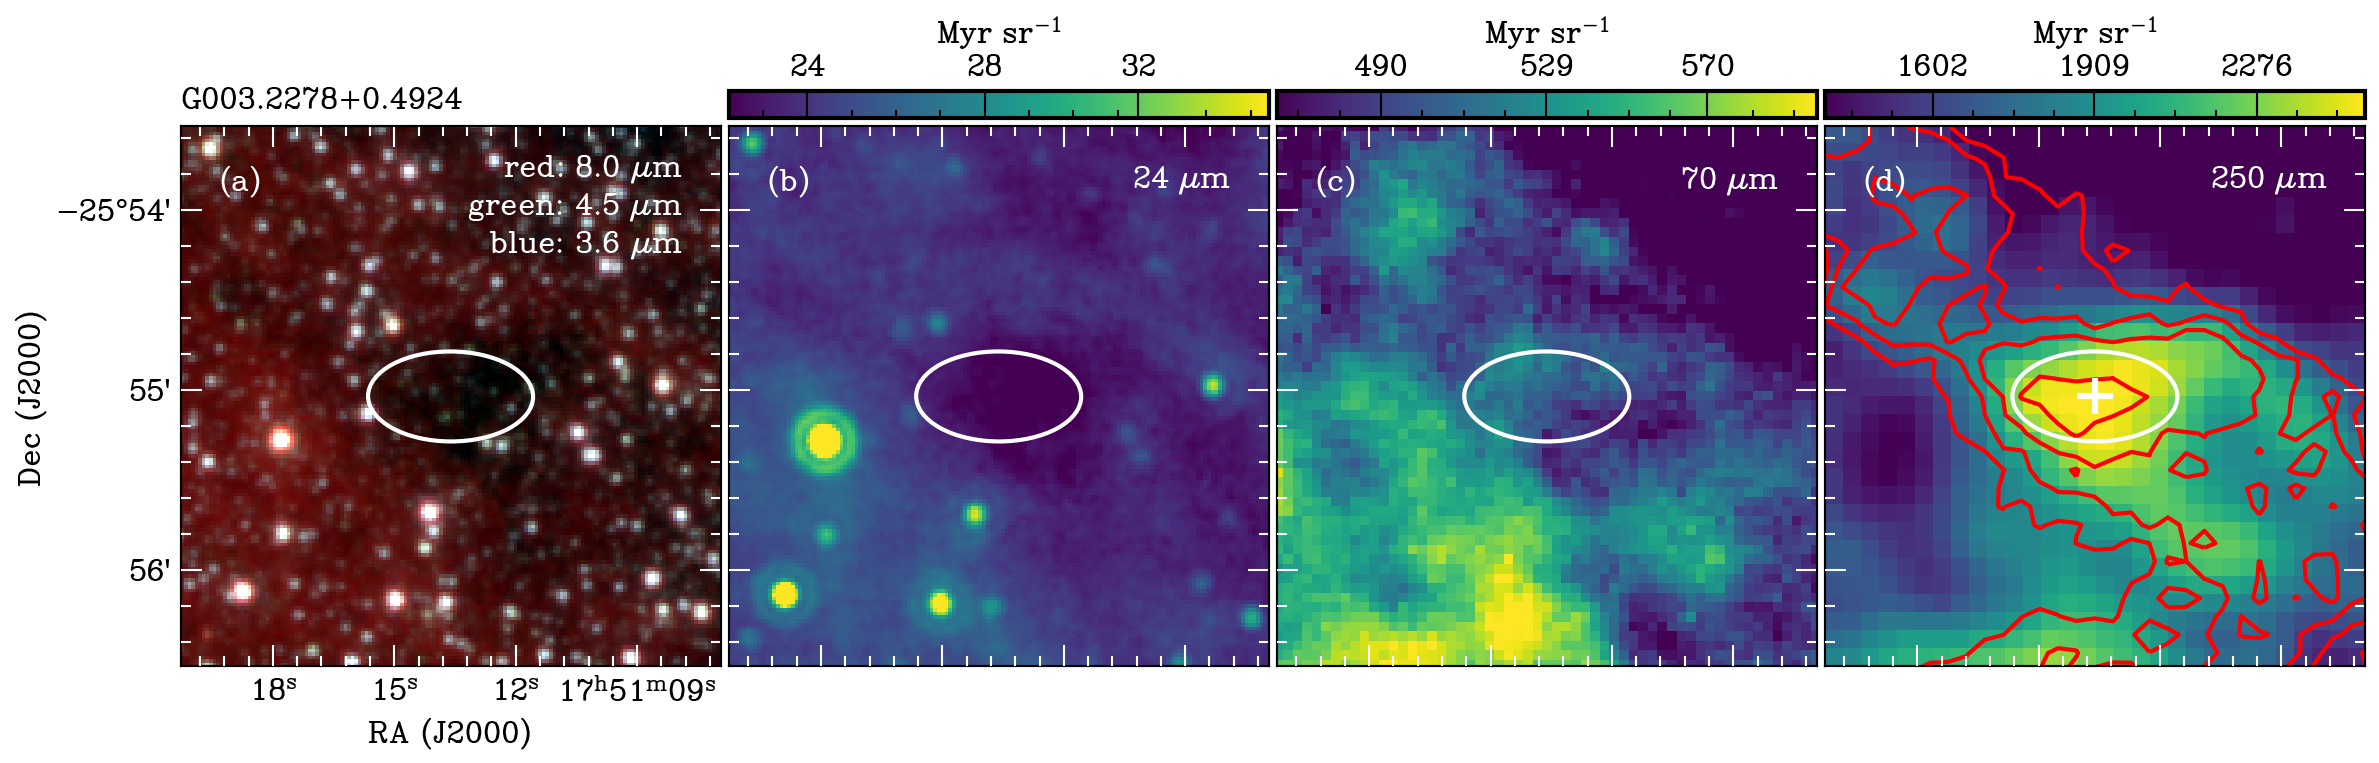 Myr sr⁻¹ Myr sr⁻¹ Myr sr⁻¹
24 28 32 490 529 570 1602 1909 2276
G003.2278+0.4924
(a) red: 8.0 μm
green: 4.5 μm
blue: 3.6 μm
(b) 24 μm
(c) 70 μm
(d) 250 μm
−25°54'
55'
56'
Dec (J2000)
18ˢ 15ˢ 12ˢ 17ʰ51ᵐ09ˢ
RA (J2000)